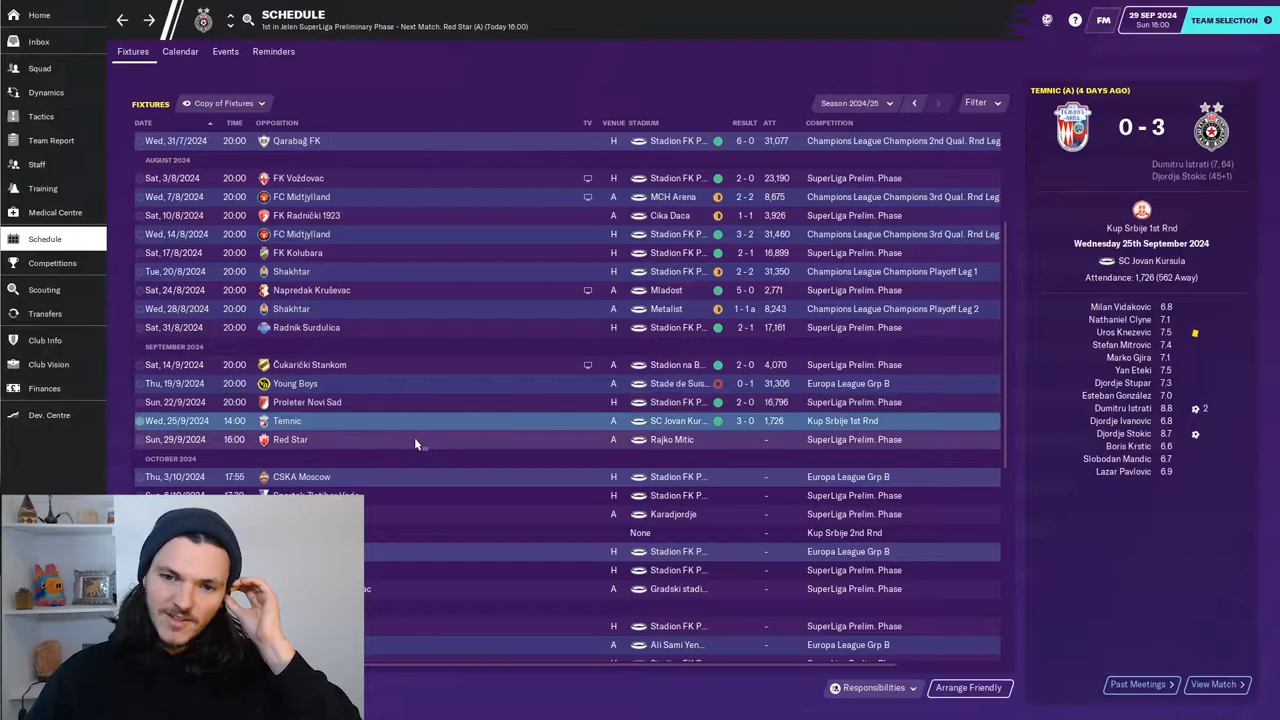 Home
Inbox
Squad
Dynamics
Tactics
Team Report
Staff
Training
Medical Centre
Schedule
Competitions
Scouting
Transfers
Club Info
Club Vision
Finances
Dev. Centre
SCHEDULE
1st in Jelen SuperLiga Preliminary Phase - Next Match: Red Star (A) (Today 16:00)
FM
29 SEP 2024
Sun 16:00
TEAM SELECTION
Fixtures Calendar Events Reminders
FIXTURES Copy of Fixtures Season 2024/25 Filter
DATE TIME OPPOSITION TV VENUE STADIUM RESULT ATT COMPETITION
Wed, 31/7/2024 20:00 Qarabağ FK H Stadion FK P... 6 - 0 31,077 Champions League Champions 2nd Qual. Rnd Leg
AUGUST 2024
Sat, 3/8/2024 20:00 FK Voždovac H Stadion FK P... 2 - 0 23,190 SuperLiga Prelim. Phase
Wed, 7/8/2024 20:00 FC Midtjylland A MCH Arena 2 - 2 8,675 Champions League Champions 3rd Qual. Rnd Leg
Sat, 10/8/2024 20:00 FK Radnički 1923 A Cika Daca 1 - 1 3,926 SuperLiga Prelim. Phase
Wed, 14/8/2024 20:00 FC Midtjylland H Stadion FK P... 3 - 2 31,460 Champions League Champions 3rd Qual. Rnd Leg
Sat, 17/8/2024 20:00 FK Kolubara H Stadion FK P... 2 - 1 16,899 SuperLiga Prelim. Phase
Tue, 20/8/2024 20:00 Shakhtar H Stadion FK P... 2 - 2 31,350 Champions League Champions Playoff Leg 1
Sat, 24/8/2024 20:00 Napredak Kruševac A Mladost 5 - 0 2,771 SuperLiga Prelim. Phase
Wed, 28/8/2024 20:00 Shakhtar A Metalist 1 - 1 a 8,243 Champions League Champions Playoff Leg 2
Sat, 31/8/2024 20:00 Radnik Surdulica H Stadion FK P... 2 - 1 17,161 SuperLiga Prelim. Phase
SEPTEMBER 2024
Sat, 14/9/2024 20:00 Čukarički Stankom A Stadion na B... 2 - 0 4,070 SuperLiga Prelim. Phase
Thu, 19/9/2024 20:00 Young Boys A Stade de Suis... 0 - 1 31,306 Europa League Grp B
Sun, 22/9/2024 20:00 Proleter Novi Sad H Stadion FK P... 2 - 0 16,796 SuperLiga Prelim. Phase
Wed, 25/9/2024 14:00 Temnic A SC Jovan Kur... 3 - 0 1,726 Kup Srbije 1st Rnd
Sun, 29/9/2024 16:00 Red Star A Rajko Mitic - SuperLiga Prelim. Phase
OCTOBER 2024
Thu, 3/10/2024 17:55 CSKA Moscow H Stadion FK P... - Europa League Grp B
H Stadion FK P... - SuperLiga Prelim. Phase
A Karadjordje - SuperLiga Prelim. Phase
None - Kup Srbije 2nd Rnd
H Stadion FK P... - Europa League Grp B
H Stadion FK P... - SuperLiga Prelim. Phase
A Gradski stadi... - SuperLiga Prelim. Phase
H Stadion FK P... - SuperLiga Prelim. Phase
A Ali Sami Yen... - Europa League Grp B
Responsibilities Arrange Friendly
TEMNIC (A) (4 DAYS AGO)
0 - 3
Dumitru Istrati (7, 64)
Djordje Stokic (45+1)
Kup Srbije 1st Rnd
Wednesday 25th September 2024
SC Jovan Kursula
Attendance: 1,726 (562 Away)
Milan Vidakovic 6.8
Nathaniel Clyne 7.1
Uros Knezevic 7.5
Stefan Mitrovic 7.4
Marko Gjira 7.1
Yan Eteki 7.5
Djordje Stupar 7.3
Esteban González 7.0
Dumitru Istrati 8.8 2
Djordje Ivanovic 6.8
Djordje Stokic 8.7
Boris Krstic 6.6
Slobodan Mandic 6.7
Lazar Pavlovic 6.9
Past Meetings View Match